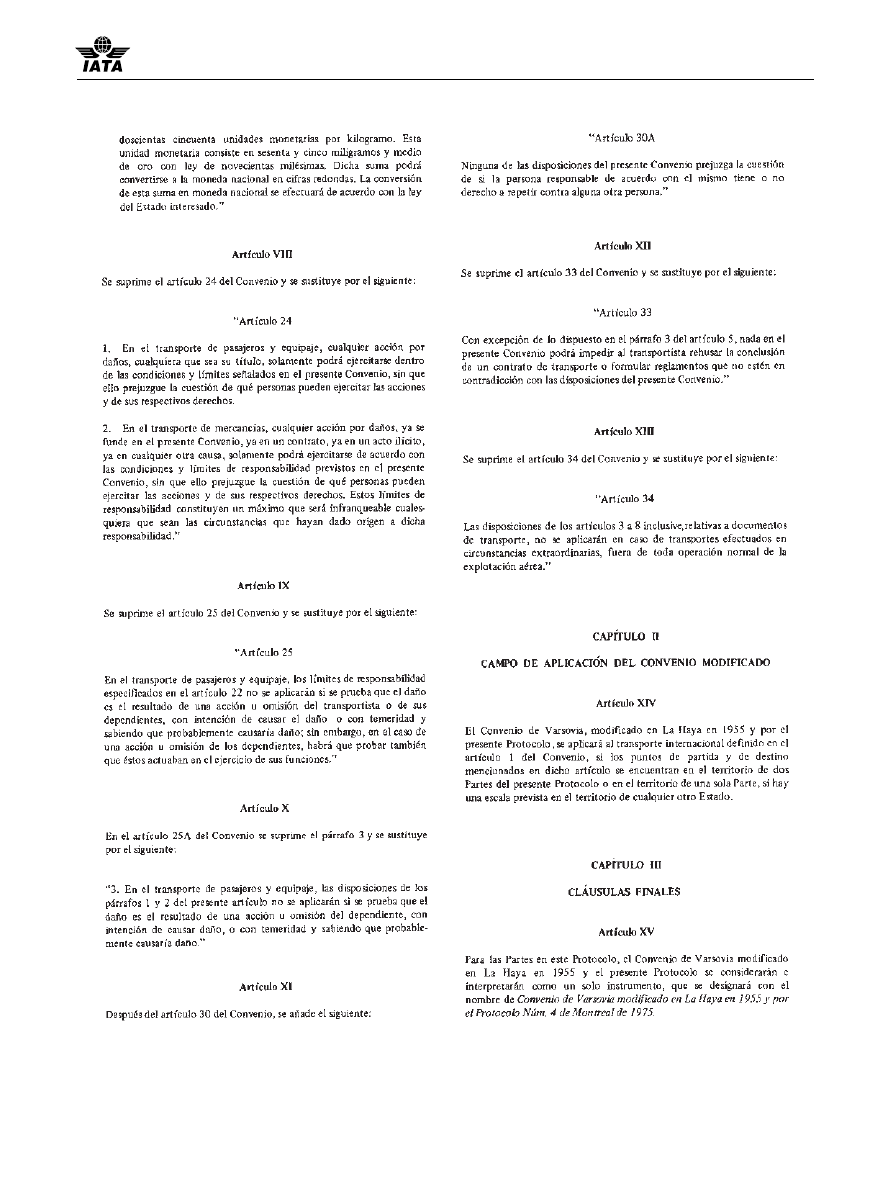 IATA
doscientas cincuenta unidades monetarias por kilogramo. Esta
unidad monetaria consiste en sesenta y cinco miligramos y medio
de oro con ley de novecientas milésimas. Dicha suma podrá
convertirse a la moneda nacional en cifras redondas. La conversión
de esta suma en moneda nacional se efectuará de acuerdo con la ley
del Estado interesado."
Artículo VIII
Se suprime el artículo 24 del Convenio y se sustituye por el siguiente:
"Artículo 24
1. En el transporte de pasajeros y equipaje, cualquier acción por
daños, cualquiera que sea su título, solamente podrá ejercitarse dentro
de las condiciones y límites señalados en el presente Convenio, sin que
ello prejuzgue la cuestión de qué personas pueden ejercitar las acciones
y de sus respectivos derechos.
2. En el transporte de mercancías, cualquier acción por daños, ya se
funde en el presente Convenio, ya en un contrato, ya en un acto ilícito,
ya en cualquier otra causa, solamente podrá ejercitarse de acuerdo con
las condiciones y límites de responsabilidad previstos en el presente
Convenio, sin que ello prejuzgue la cuestión de qué personas pueden
ejercitar las acciones y de sus respectivos derechos. Estos límites de
responsabilidad constituyen un máximo que será infranqueable cuales-
quiera que sean las circunstancias que hayan dado origen a dicha
responsabilidad."
Artículo IX
Se suprime el artículo 25 del Convenio y se sustituye por el siguiente:
"Artículo 25
En el transporte de pasajeros y equipaje, los límites de responsabilidad
especificados en el artículo 22 no se aplicarán si se prueba que el daño
es el resultado de una acción u omisión del transportista o de sus
dependientes, con intención de causar el daño o con temeridad y
sabiendo que probablemente causaría daño; sin embargo, en el caso de
una acción u omisión de los dependientes, habrá que probar también
que éstos actuaban en el ejercicio de sus funciones."
Artículo X
En el artículo 25A del Convenio se suprime el párrafo 3 y se sustituye
por el siguiente:
"3. En el transporte de pasajeros y equipaje, las disposiciones de los
párrafos 1 y 2 del presente artículo no se aplicarán si se prueba que el
daño es el resultado de una acción u omisión del dependiente, con
intención de causar daño, o con temeridad y sabiendo que probable-
mente causaría daño."
Artículo XI
Después del artículo 30 del Convenio, se añade el siguiente:
"Artículo 30A
Ninguna de las disposiciones del presente Convenio prejuzga la cuestión
de si la persona responsable de acuerdo con el mismo tiene o no
derecho a repetir contra alguna otra persona."
Artículo XII
Se suprime el artículo 33 del Convenio y se sustituye por el siguiente:
"Artículo 33
Con excepción de lo dispuesto en el párrafo 3 del artículo 5, nada en el
presente Convenio podrá impedir al transportista rehusar la conclusión
de un contrato de transporte o formular reglamentos que no estén en
contradicción con las disposiciones del presente Convenio."
Artículo XIII
Se suprime el artículo 34 del Convenio y se sustituye por el siguiente:
"Artículo 34
Las disposiciones de los artículos 3 a 8 inclusive,relativas a documentos
de transporte, no se aplicarán en caso de transportes efectuados en
circunstancias extraordinarias, fuera de toda operación normal de la
explotación aérea."
CAPÍTULO II
CAMPO DE APLICACIÓN DEL CONVENIO MODIFICADO
Artículo XIV
El Convenio de Varsovia, modificado en La Haya en 1955 y por el
presente Protocolo, se aplicará al transporte internacional definido en el
artículo 1 del Convenio, si los puntos de partida y de destino
mencionados en dicho artículo se encuentran en el territorio de dos
Partes del presente Protocolo o en el territorio de una sola Parte, si hay
una escala prevista en el territorio de cualquier otro Estado.
CAPÍTULO III
CLÁUSULAS FINALES
Artículo XV
Para las Partes en este Protocolo, el Convenio de Varsovia modificado
en La Haya en 1955 y el presente Protocolo se considerarán e
interpretarán como un solo instrumento, que se designará con el
nombre de Convenio de Varsovia modificado en La Haya en 1955 y por
el Protocolo Núm. 4 de Montreal de 1975.